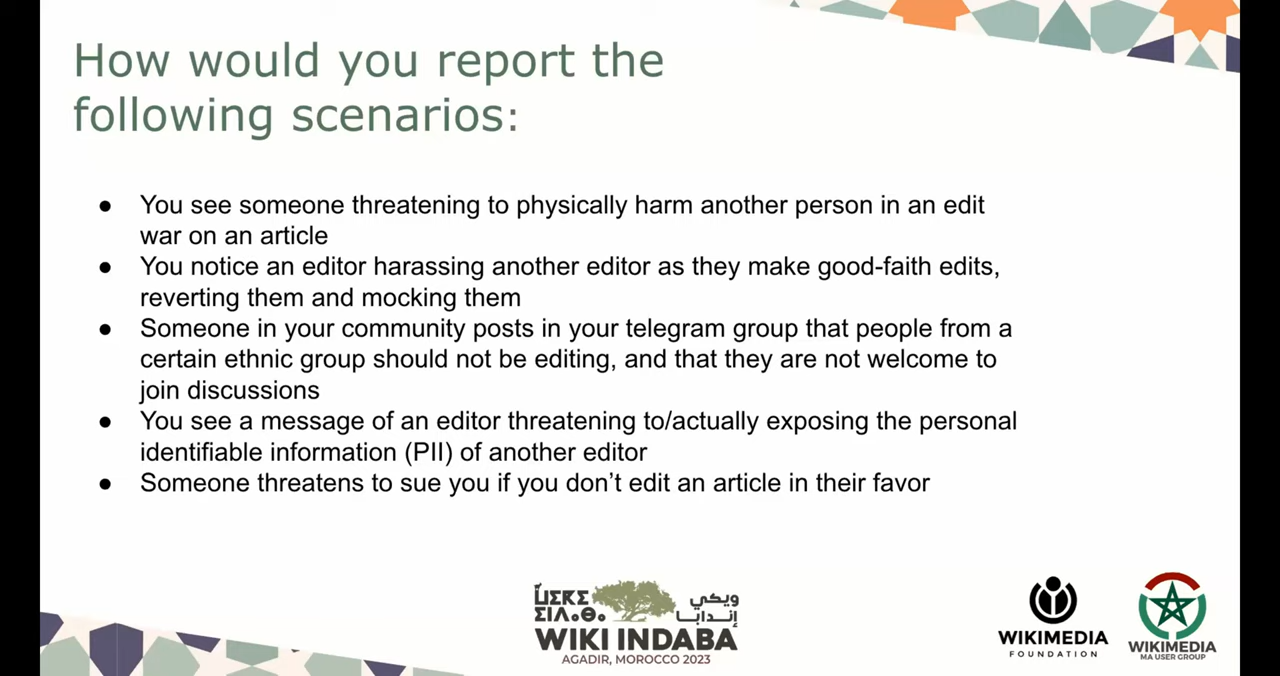 How would you report the
following scenarios:
● You see someone threatening to physically harm another person in an edit
war on an article
● You notice an editor harassing another editor as they make good-faith edits,
reverting them and mocking them
● Someone in your community posts in your telegram group that people from a
certain ethnic group should not be editing, and that they are not welcome to
join discussions
● You see a message of an editor threatening to/actually exposing the personal
identifiable information (PII) of another editor
● Someone threatens to sue you if you don’t edit an article in their favor
ويكي
إندابا
ⵉⵏⴷⴰⴱⴰ
WIKI INDABA
AGADIR, MOROCCO 2023
WIKIMEDIA
FOUNDATION
WIKIMEDIA
MA USER GROUP